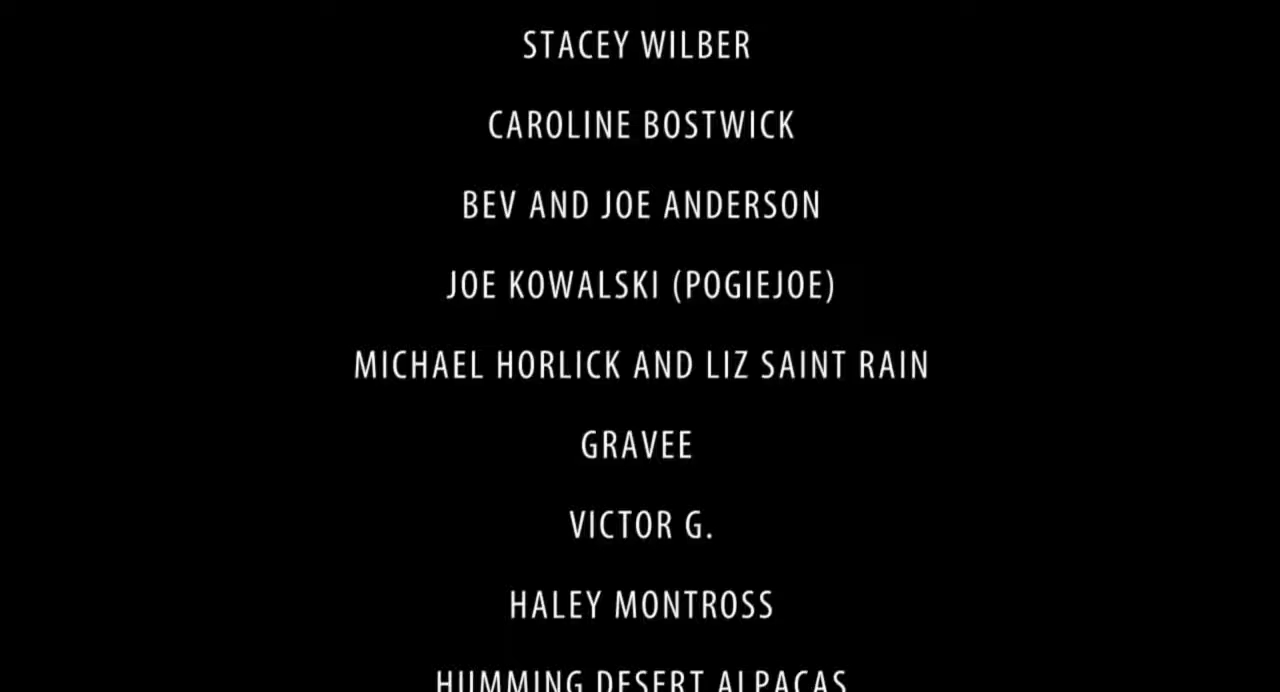 STACEY WILBER
CAROLINE BOSTWICK
BEV AND JOE ANDERSON
JOE KOWALSKI (POGIEJOE)
MICHAEL HORLICK AND LIZ SAINT RAIN
GRAVEE
VICTOR G.
HALEY MONTROSS
HUMMING DESERT ALPACAS